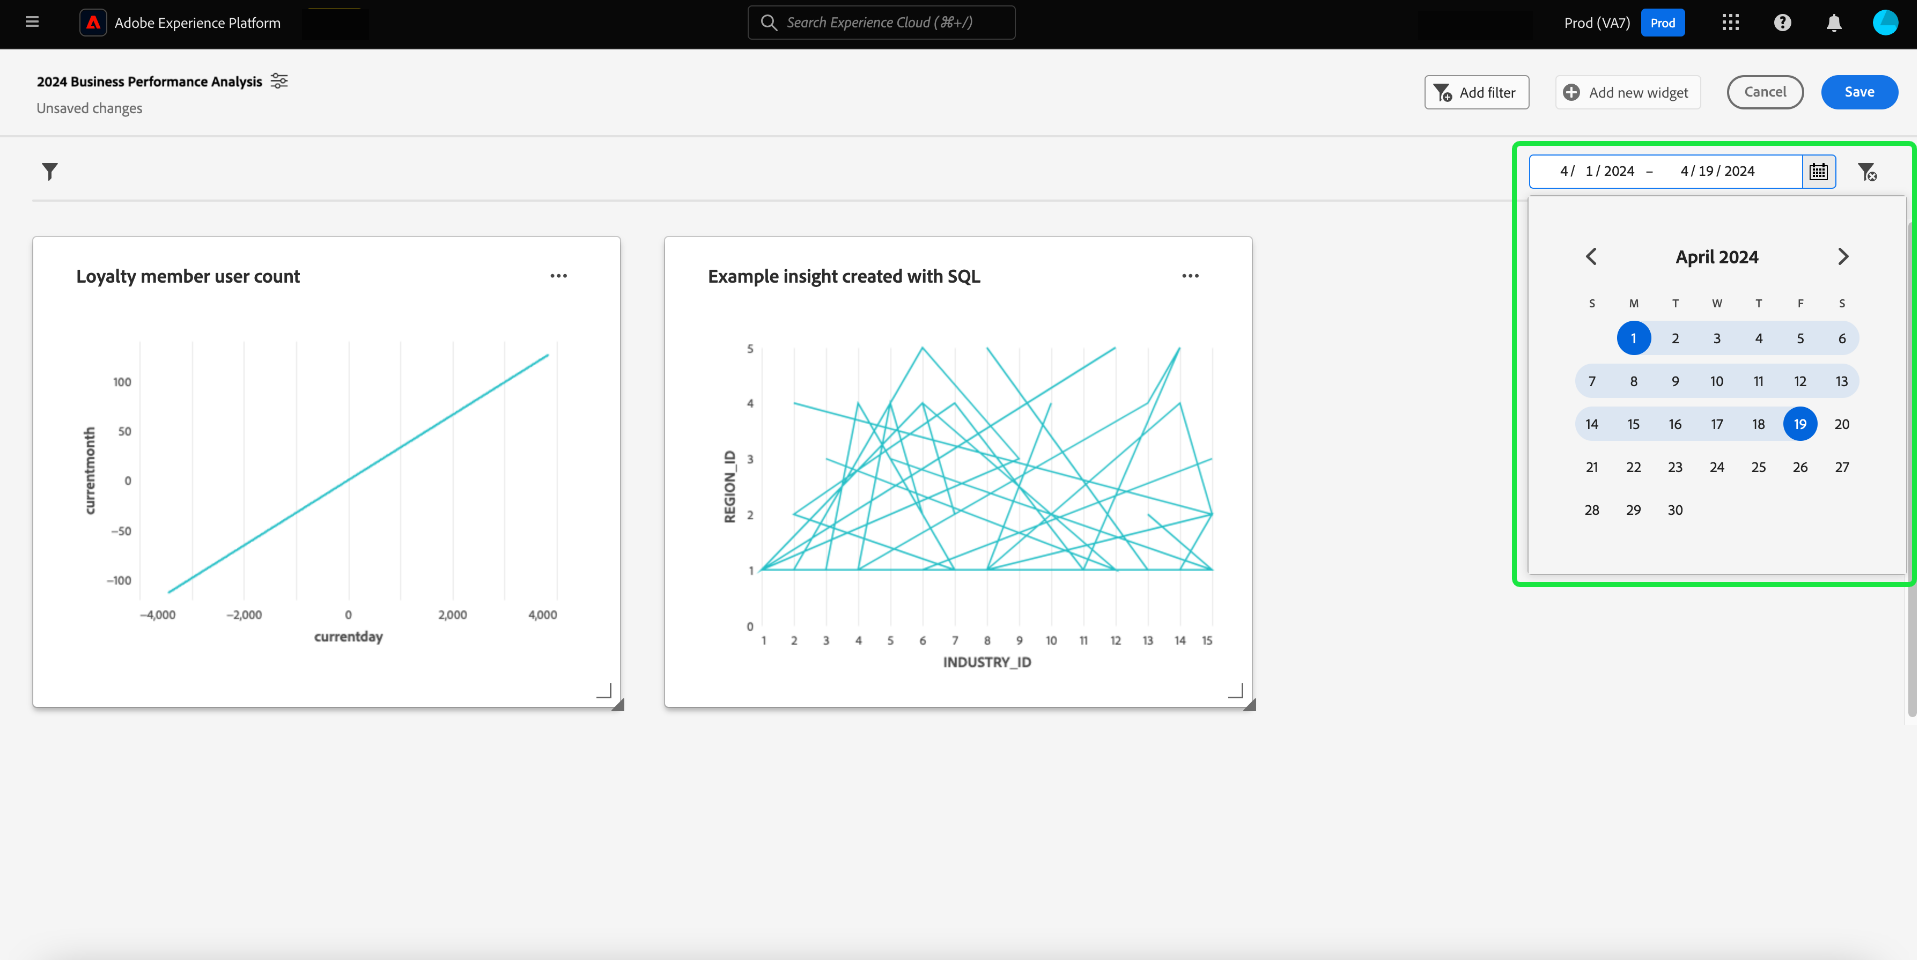 Adobe Experience Platform
Search Experience Cloud (⌘+/)
Prod (VA7)
Prod
2024 Business Performance Analysis
Unsaved changes
Add filter
Add new widget
Cancel
Save
4/ 1/2024 – 4/19/2024
April 2024
S M T W T F S
1 2 3 4 5 6
7 8 9 10 11 12 13
14 15 16 17 18 19 20
21 22 23 24 25 26 27
28 29 30
Loyalty member user count
currentmonth
100
50
0
−50
−100
−4,000 −2,000 0 2,000 4,000
currentday
Example insight created with SQL
REGION_ID
5
4
3
2
1
0
1 2 3 4 5 6 7 8 9 10 11 12 13 14 15
INDUSTRY_ID